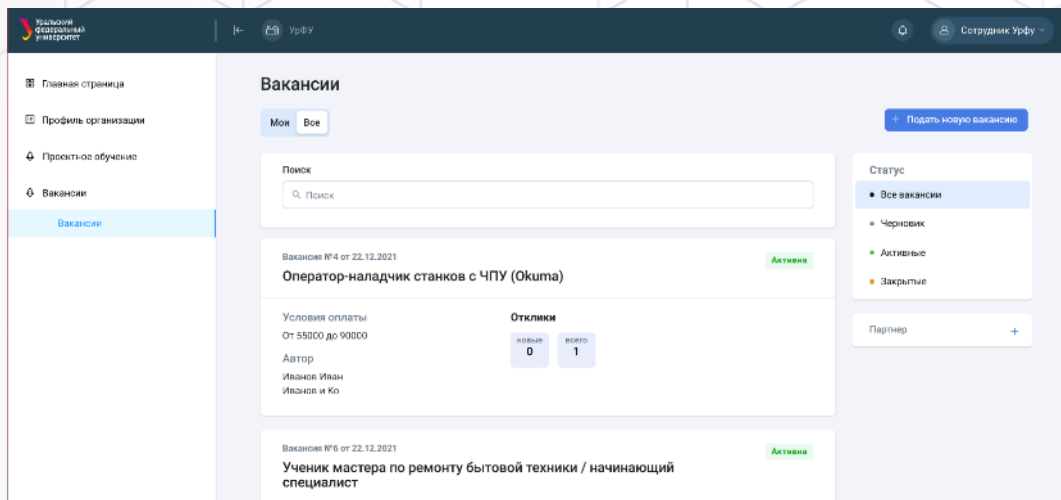 Уральский
федеральный
университет
УрФУ
Сотрудник Урфу
Главная страница
Профиль организации
Проектное обучение
Вакансии
Вакансии
Вакансии
Мои Все
+ Подать новую вакансию
Поиск
Поиск
Вакансия №4 от 22.12.2021
Активна
Оператор-наладчик станков с ЧПУ (Okuma)
Условия оплаты
От 55000 до 90000
Автор
Иванов Иван
Иванов и Ко
Отклики
новые всего
0 1
Вакансия №6 от 22.12.2021
Активна
Ученик мастера по ремонту бытовой техники / начинающий
специалист
Статус
Все вакансии
Черновик
Активные
Закрытые
Партнер +